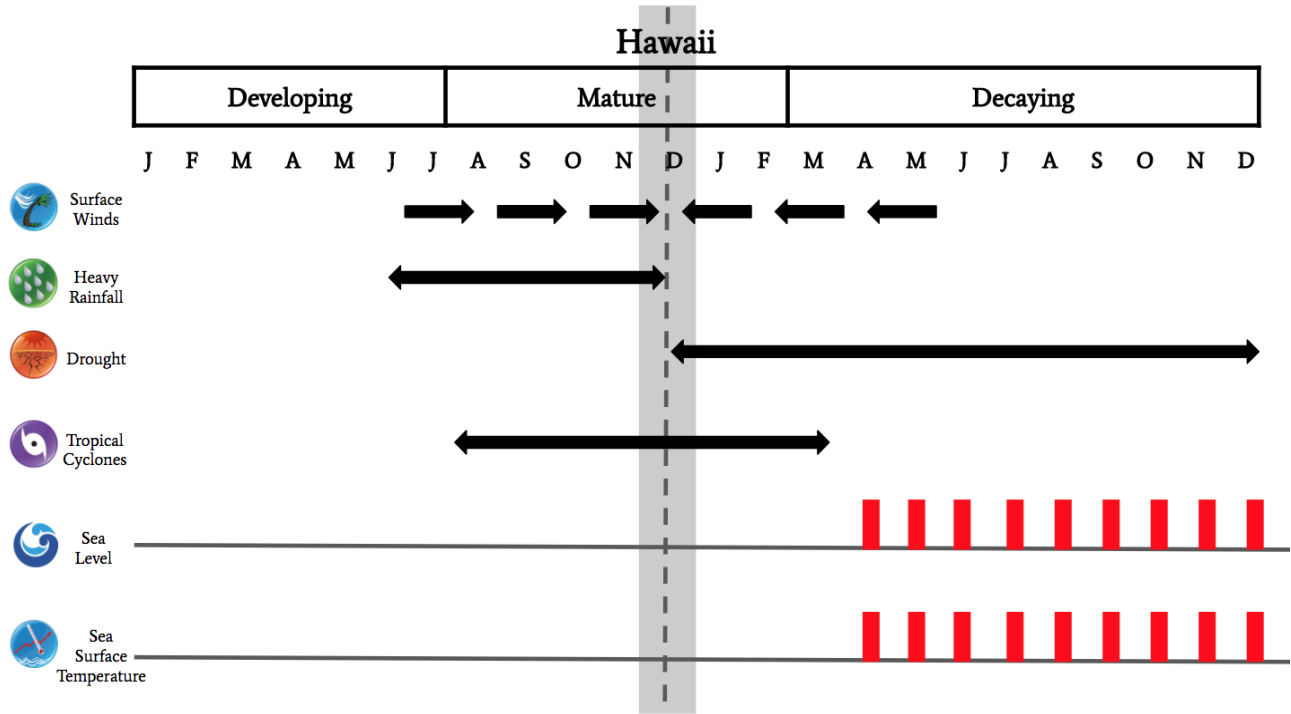 Hawaii
Developing Mature Decaying
J F M A M J J A S O N D J F M A M J J A S O N D
Surface
Winds
Heavy
Rainfall
Drought
Tropical
Cyclones
Sea
Level
Sea
Surface
Temperature